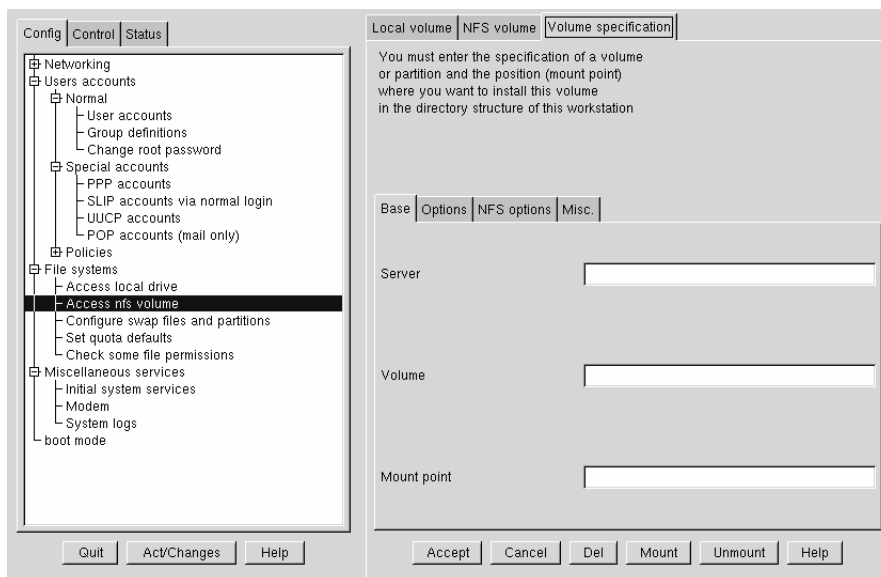 Config Control Status
Networking
Users accounts
Normal
User accounts
Group definitions
Change root password
Special accounts
PPP accounts
SLIP accounts via normal login
UUCP accounts
POP accounts (mail only)
Policies
File systems
Access local drive
Access nfs volume
Configure swap files and partitions
Set quota defaults
Check some file permissions
Miscellaneous services
Initial system services
Modem
System logs
boot mode
Quit Act/Changes Help
Local volume NFS volume Volume specification
You must enter the specification of a volume
or partition and the position (mount point)
where you want to install this volume
in the directory structure of this workstation
Base Options NFS options Misc.
Server
Volume
Mount point
Accept Cancel Del Mount Unmount Help